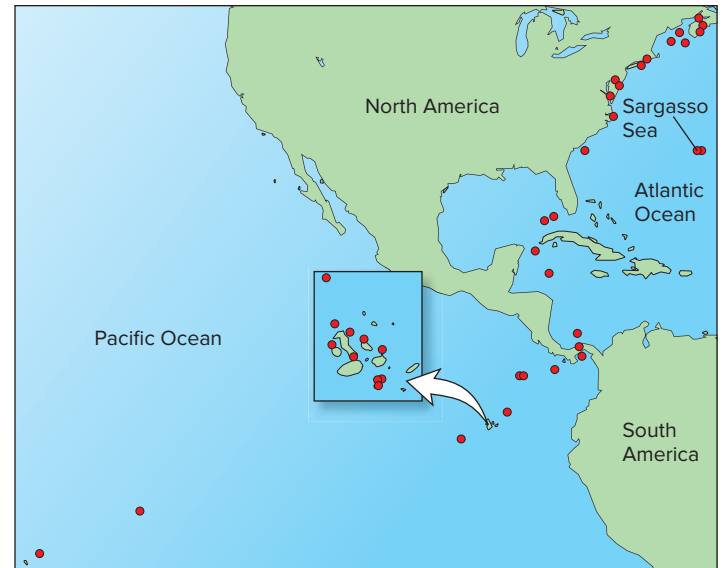 North America
Sargasso
Sea
Atlantic
Ocean
Pacific Ocean
South
America